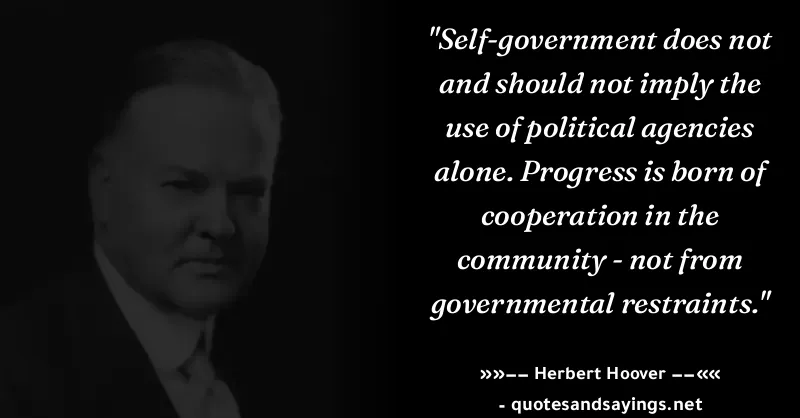 "Self-government does not
and should not imply the
use of political agencies
alone. Progress is born of
cooperation in the
community - not from
governmental restraints."
»»−− Herbert Hoover −−««
- quotesandsayings.net